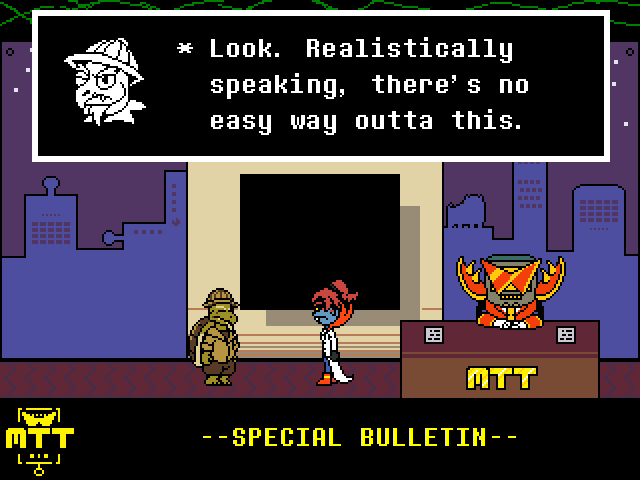 * Look. Realistically
speaking, there's no
easy way outta this.
MTT
MTT
--SPECIAL BULLETIN--